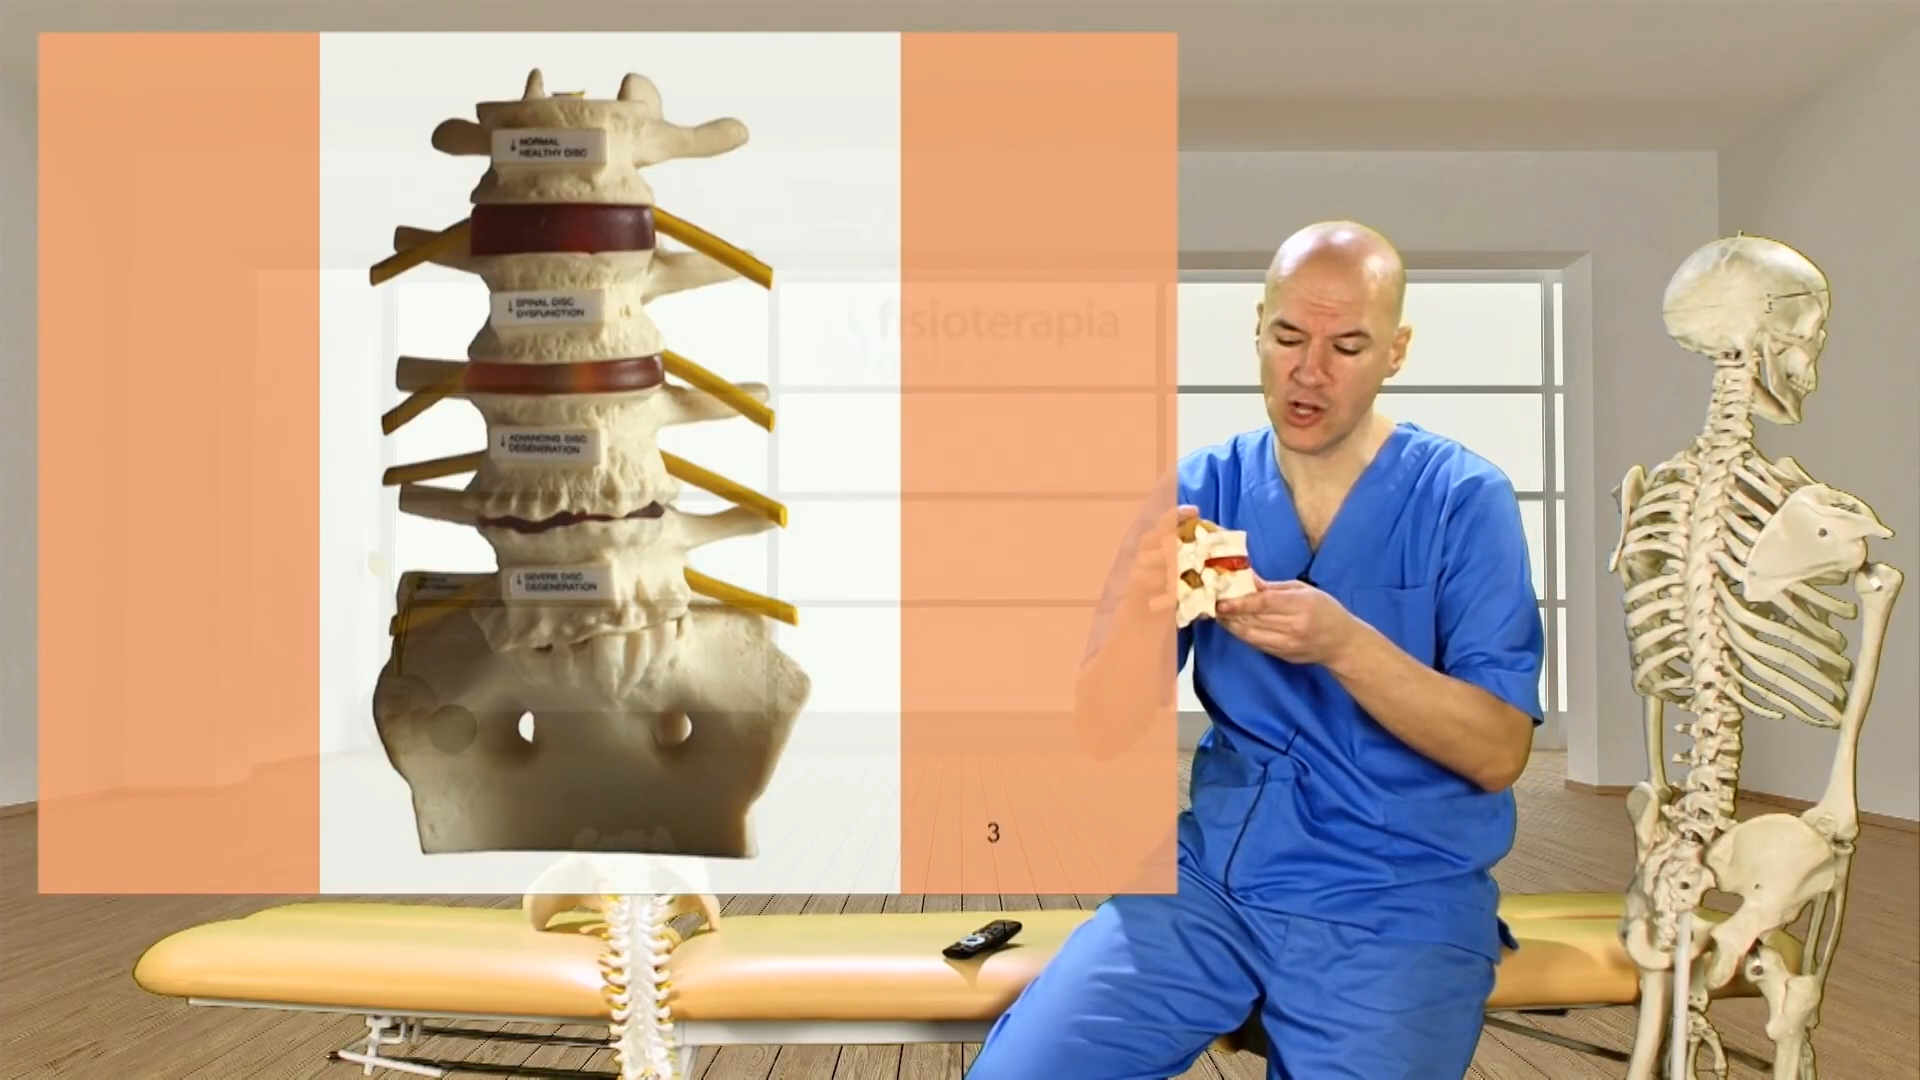 ↓ NORMAL
HEALTHY DISC
↓ SPINAL DISC
DYSFUNCTION
↓ ADVANCING DISC
DEGENERATION
↓ SEVERE DISC
DEGENERATION
fisioterapia
3